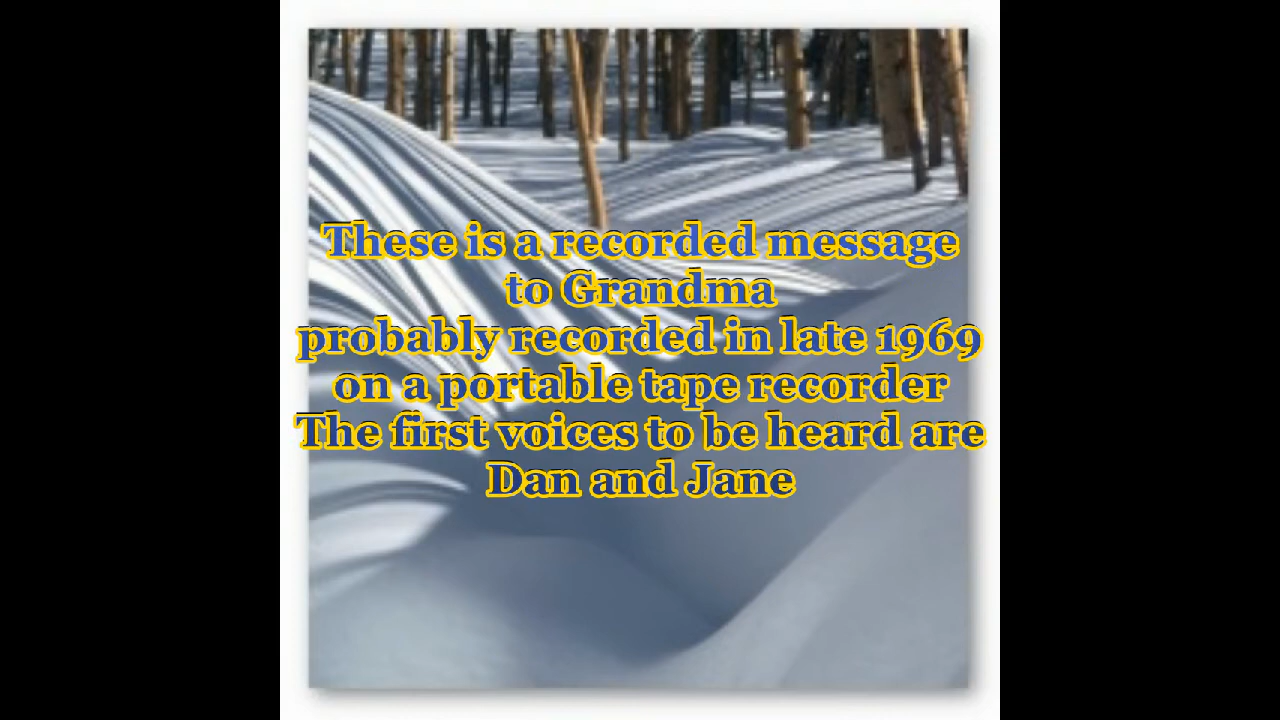 These is a recorded message
to Grandma
probably recorded in late 1969
on a portable tape recorder
The first voices to be heard are
Dan and Jane